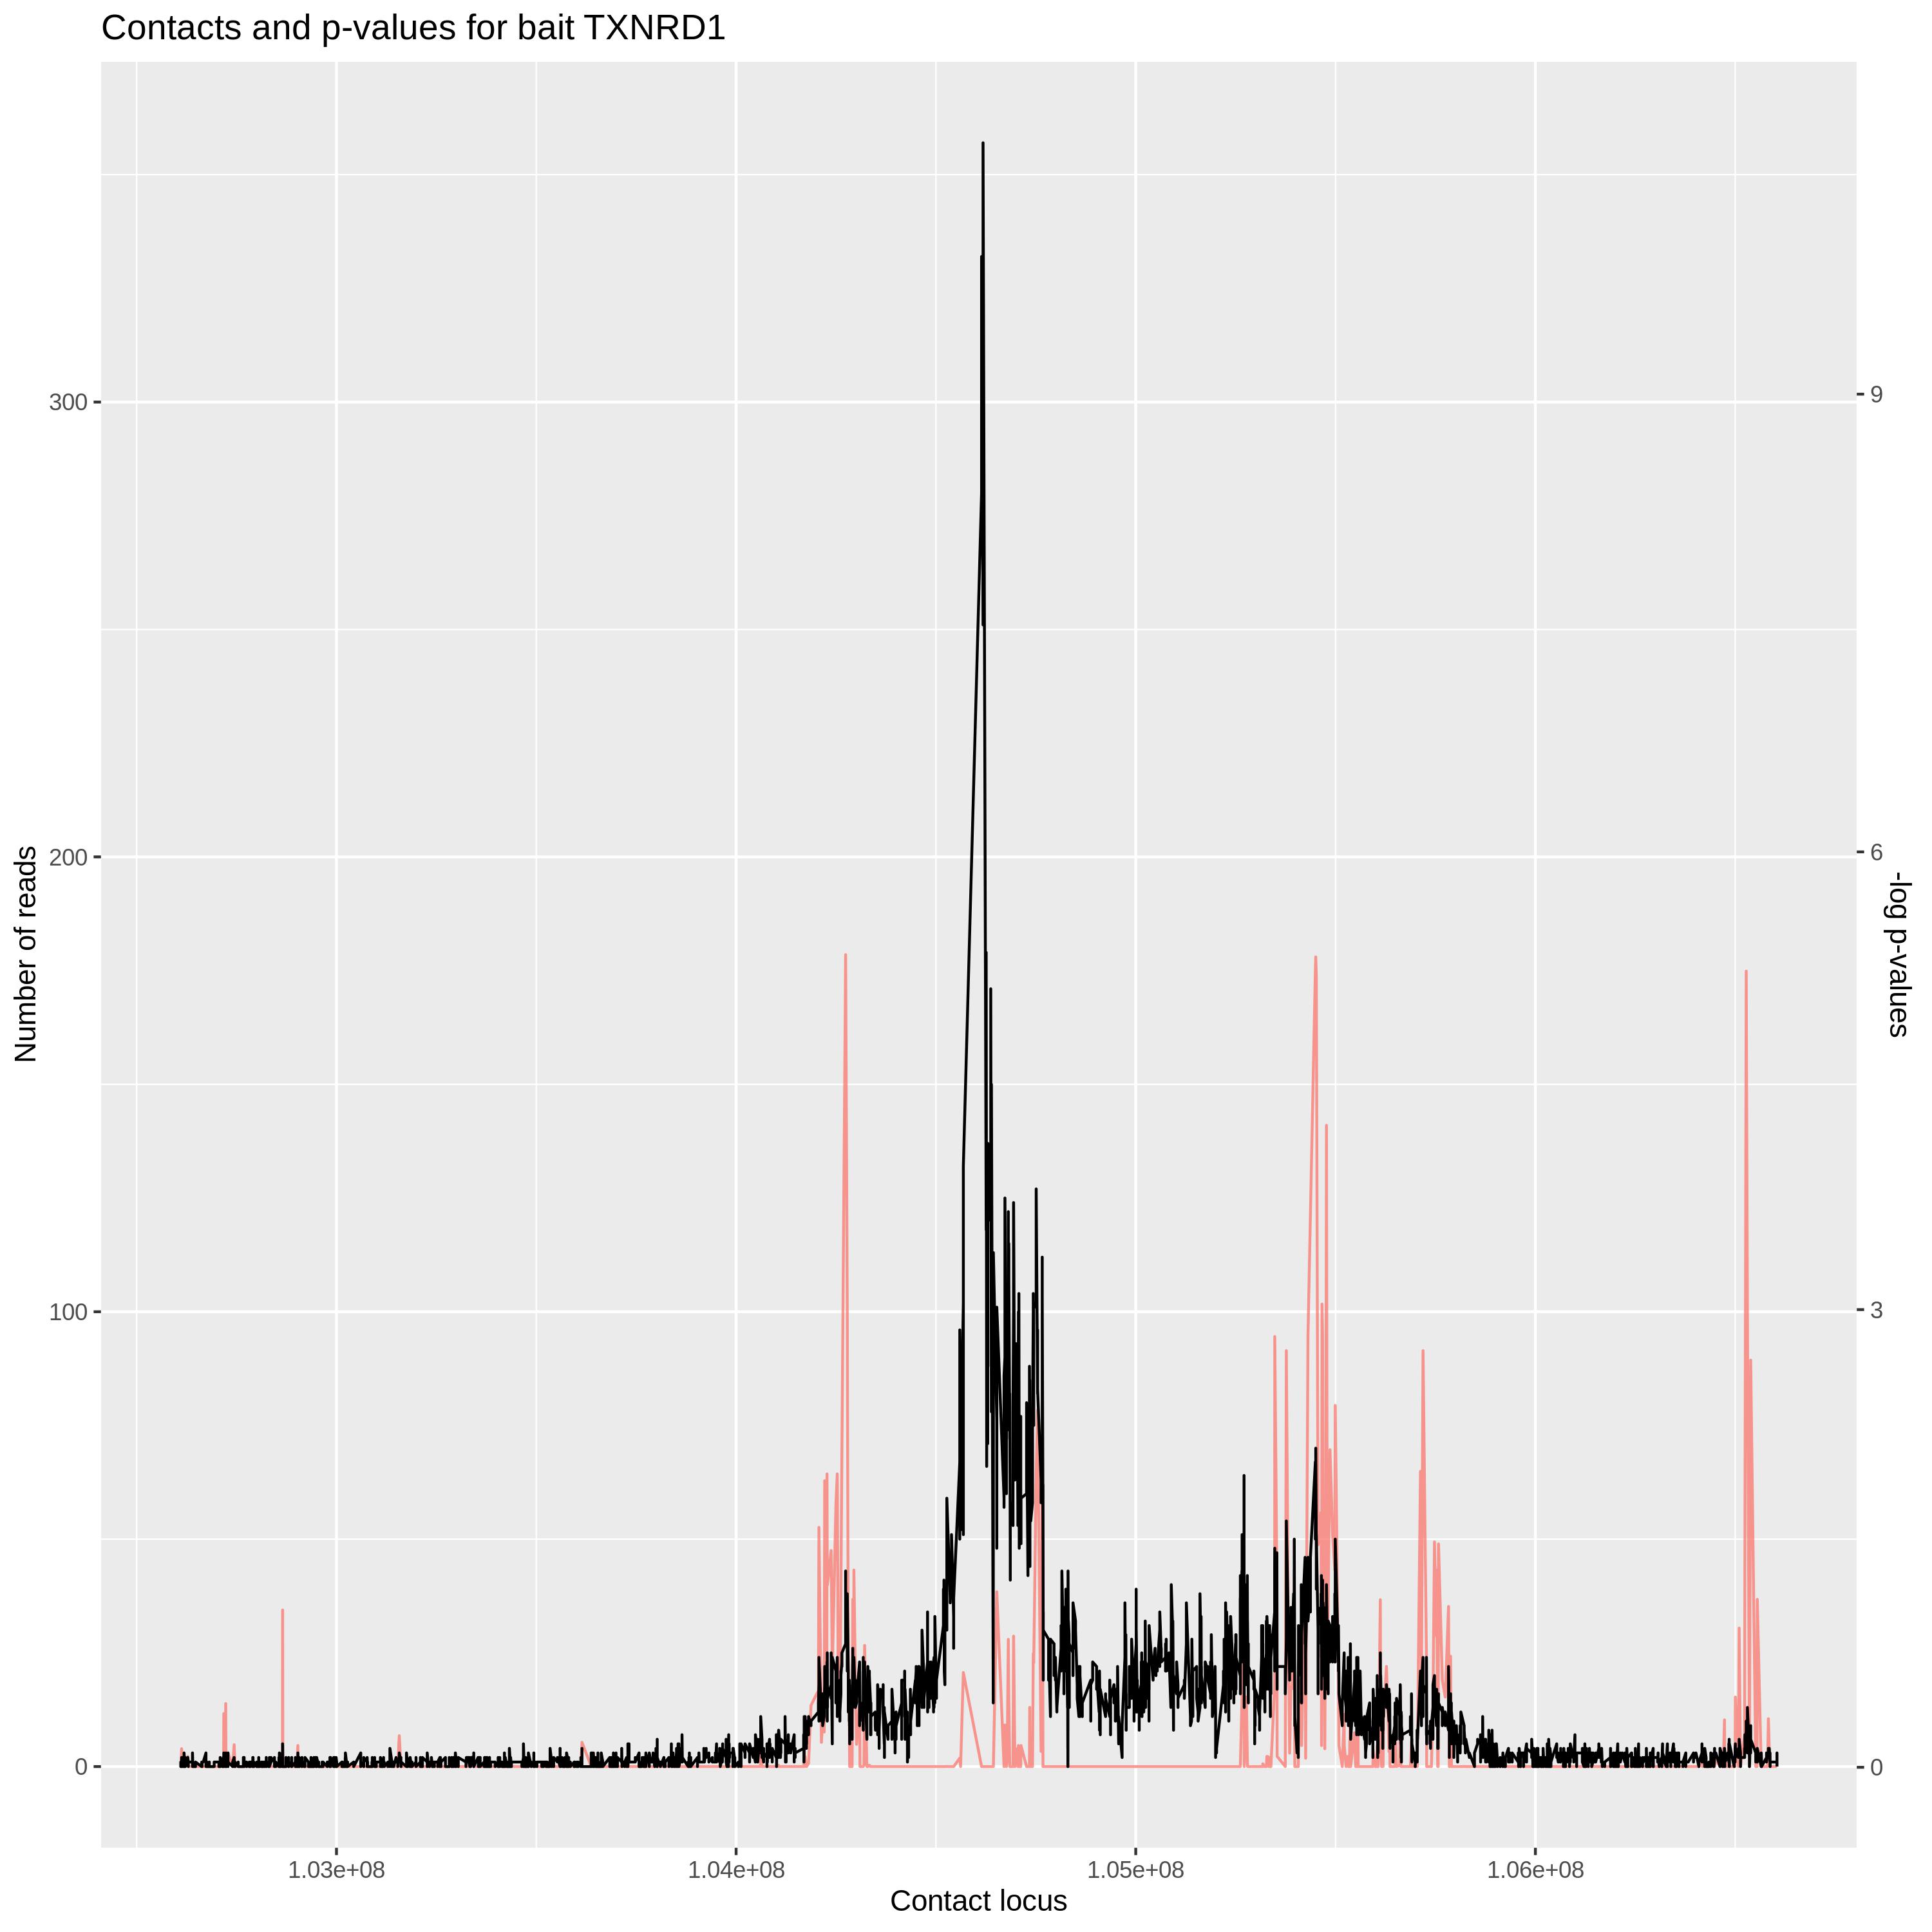 Contacts and p-values for bait TXNRD1
Number of reads
300
200
100
0
9
6
3
0
-log p-values
1.03e+08
1.04e+08
1.05e+08
1.06e+08
Contact locus